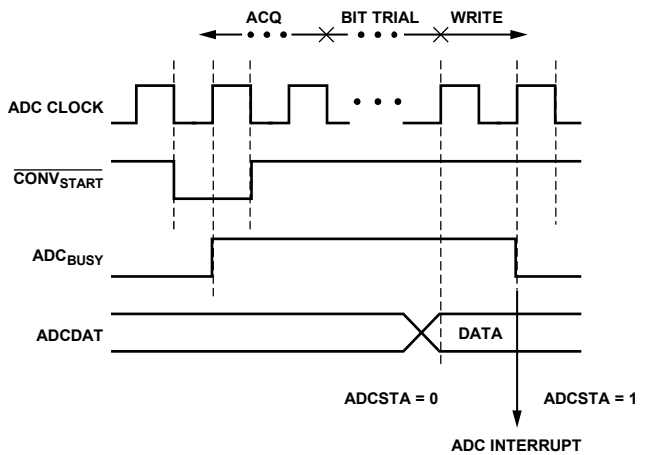 ACQ BIT TRIAL WRITE
ADC CLOCK
CONVSTART
ADCBUSY
ADCDAT DATA
ADCSTA = 0 ADCSTA = 1
ADC INTERRUPT